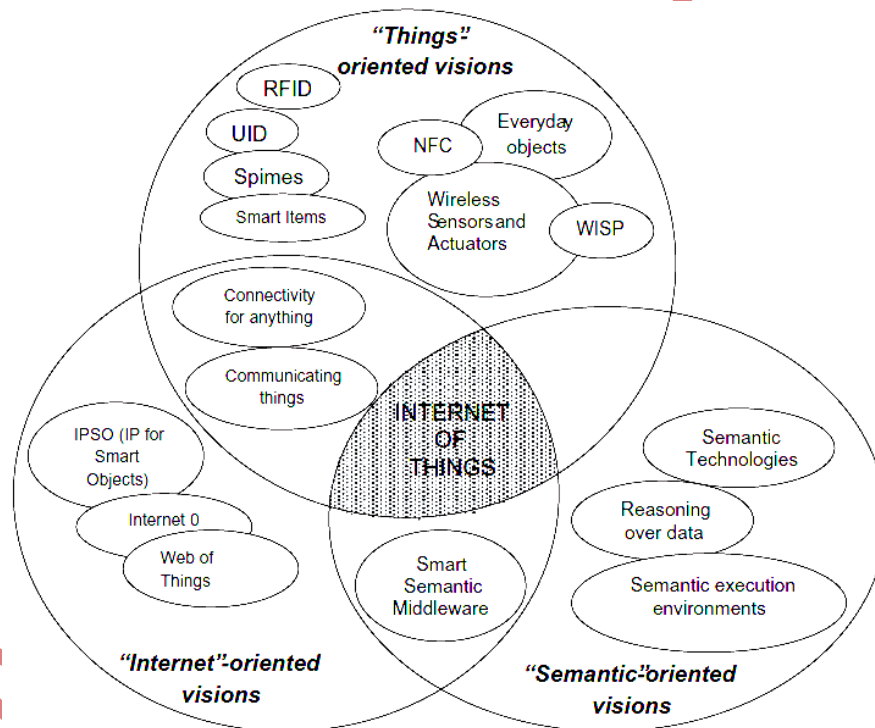 “Things”-
oriented visions
RFID
UID
Spimes
Smart Items
NFC
Everyday
objects
Wireless
Sensors and
Actuators
WISP
Connectivity
for anything
Communicating
things
INTERNET
OF
THINGS
IPSO (IP for
Smart
Objects)
Internet 0
Web of
Things
Semantic
Technologies
Reasoning
over data
Semantic execution
environments
Smart
Semantic
Middleware
“Internet”-oriented
visions
“Semantic”-oriented
visions